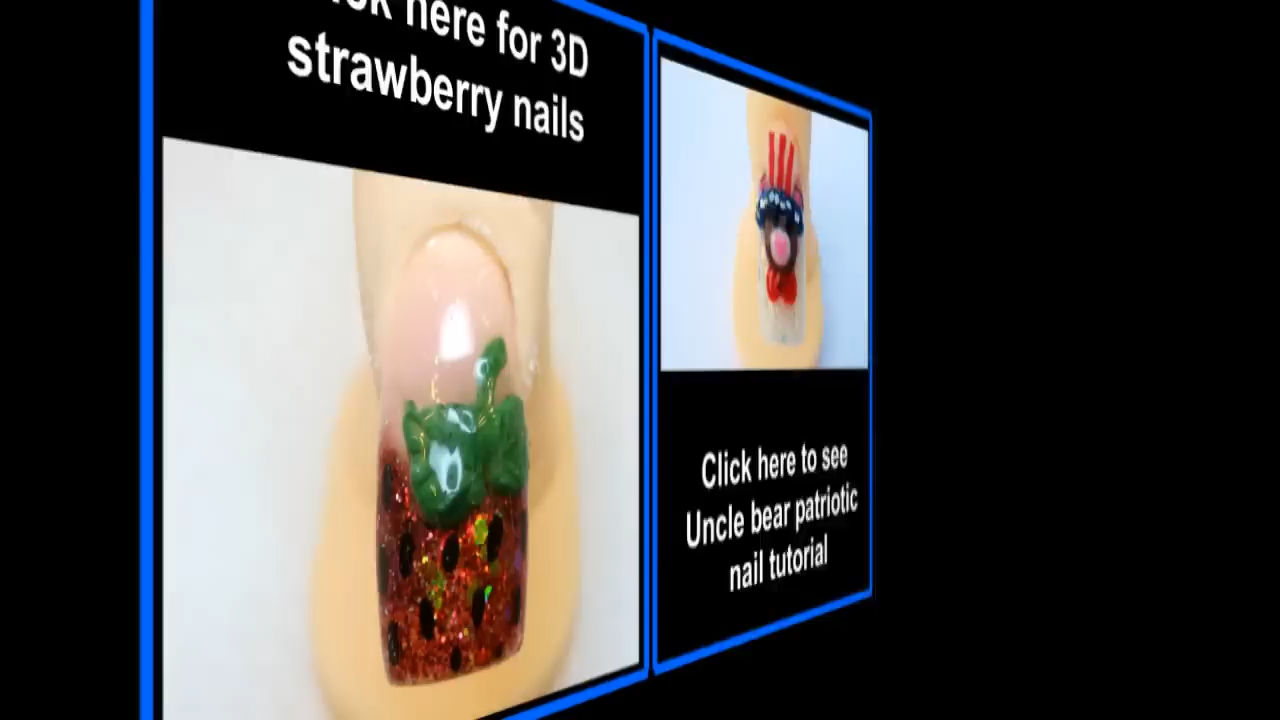 here for 3D
strawberry nails
Click here to see
Uncle bear patriotic
nail tutorial